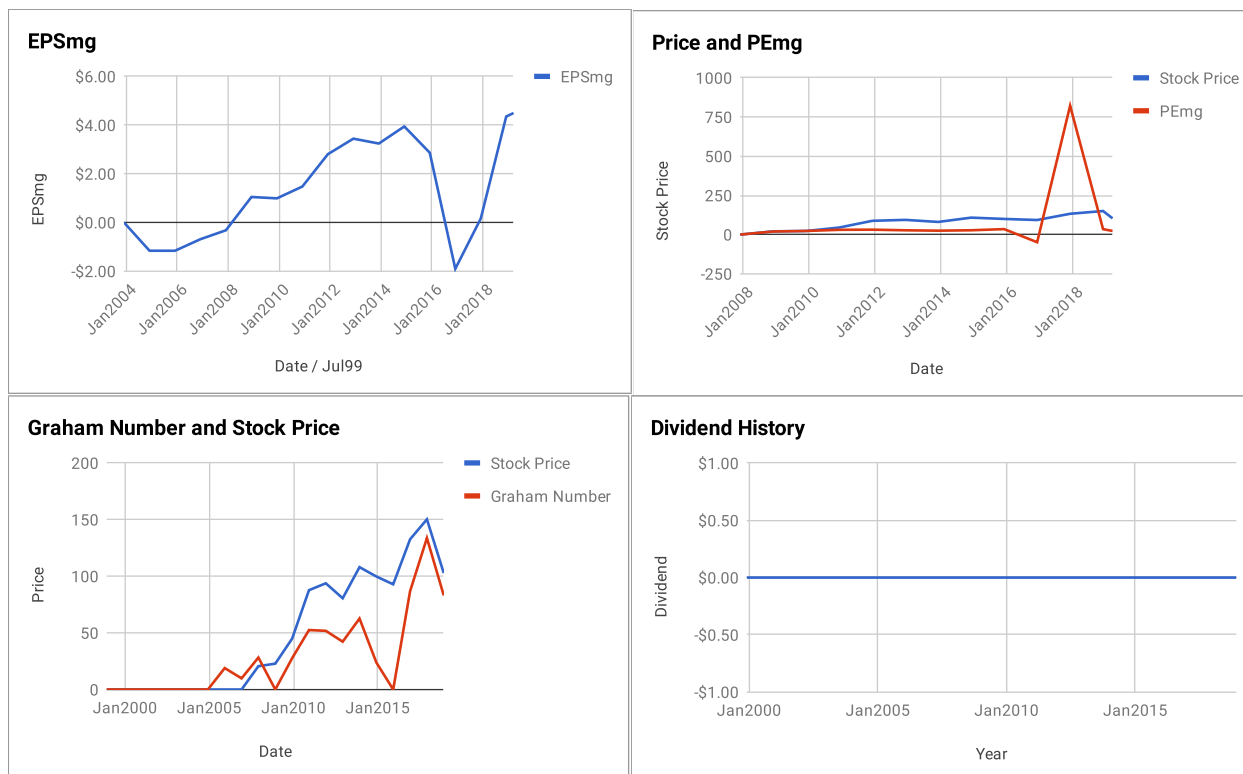 EPSmg
EPSmg
$6.00
$4.00
$2.00
$0.00
-$2.00
EPSmg
Jan2004
Jan2006
Jan2008
Jan2010
Jan2012
Jan2014
Jan2016
Jan2018
Date / Jul99
Price and PEmg
Stock Price
PEmg
1000
750
500
250
0
-250
Stock Price
Jan2008
Jan2010
Jan2012
Jan2014
Jan2016
Jan2018
Date
Graham Number and Stock Price
Stock Price
Graham Number
200
150
100
50
0
Price
Jan2000
Jan2005
Jan2010
Jan2015
Date
Dividend History
$1.00
$0.50
$0.00
-$0.50
-$1.00
Dividend
Jan2000
Jan2005
Jan2010
Jan2015
Year